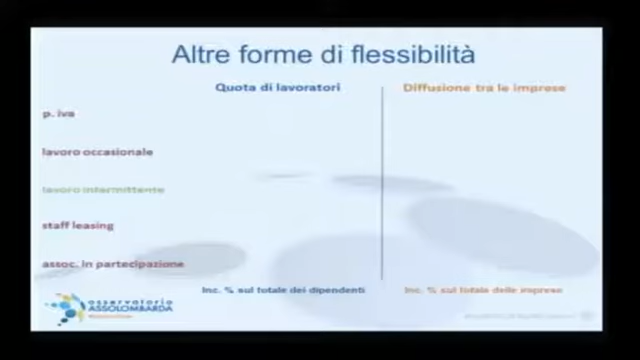 Altre forme di flessibilità
Quota di lavoratori
Diffusione tra le imprese
p. iva
lavoro occasionale
lavoro intermittente
staff leasing
assoc. in partecipazione
Inc. % sul totale dei dipendenti
Inc. % sul totale delle imprese
osservatorio
ASSOLOMBARDA